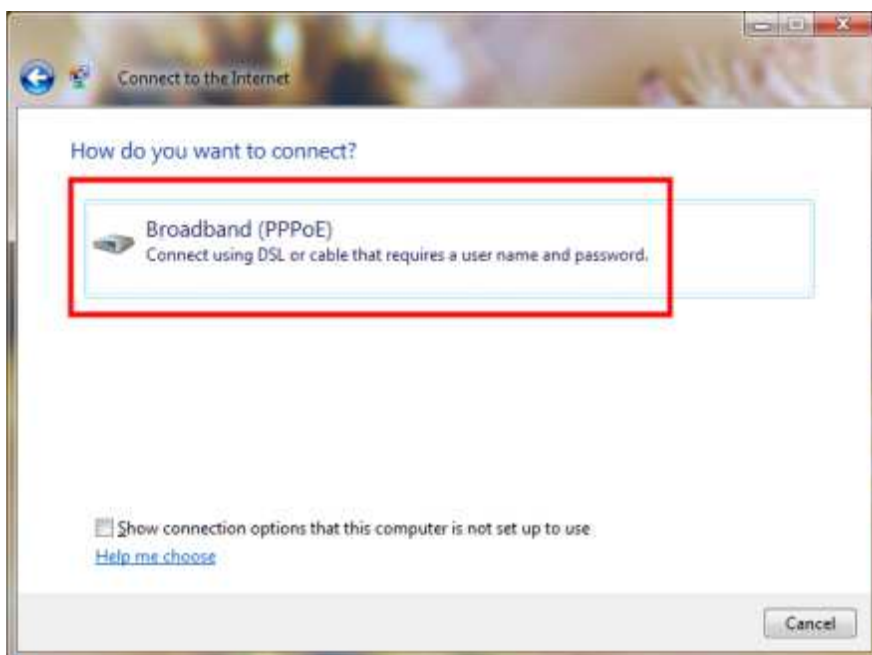 Connect to the Internet
How do you want to connect?
Broadband (PPPoE)
Connect using DSL or cable that requires a user name and password.
Show connection options that this computer is not set up to use
Help me choose
Cancel